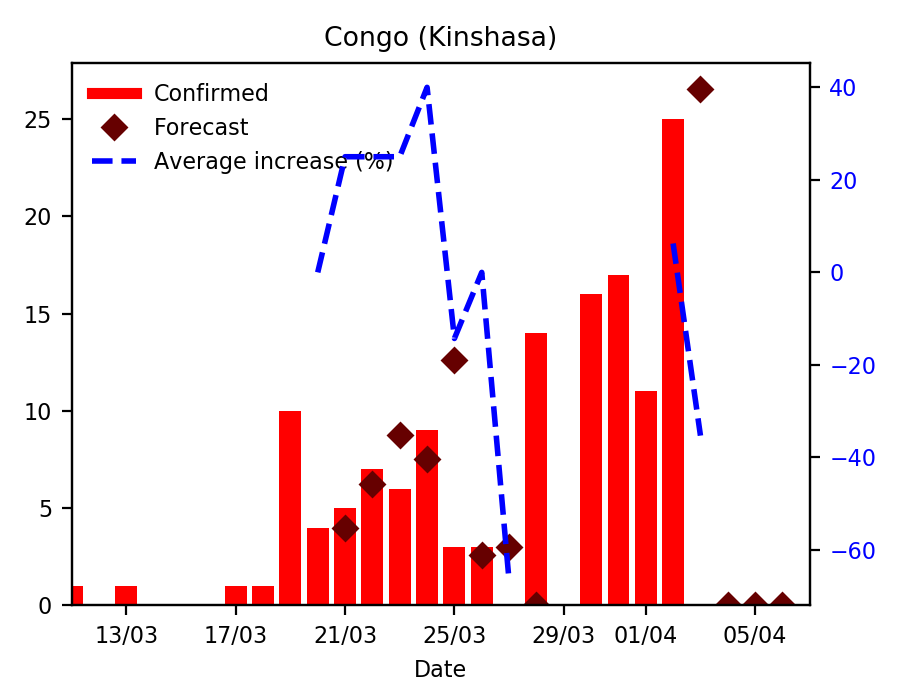 Congo (Kinshasa)
Confirmed
Forecast
Average increase (%)
25
20
15
10
5
0
40
20
0
−20
−40
−60
13/03 17/03 21/03 25/03 29/03 01/04 05/04
Date